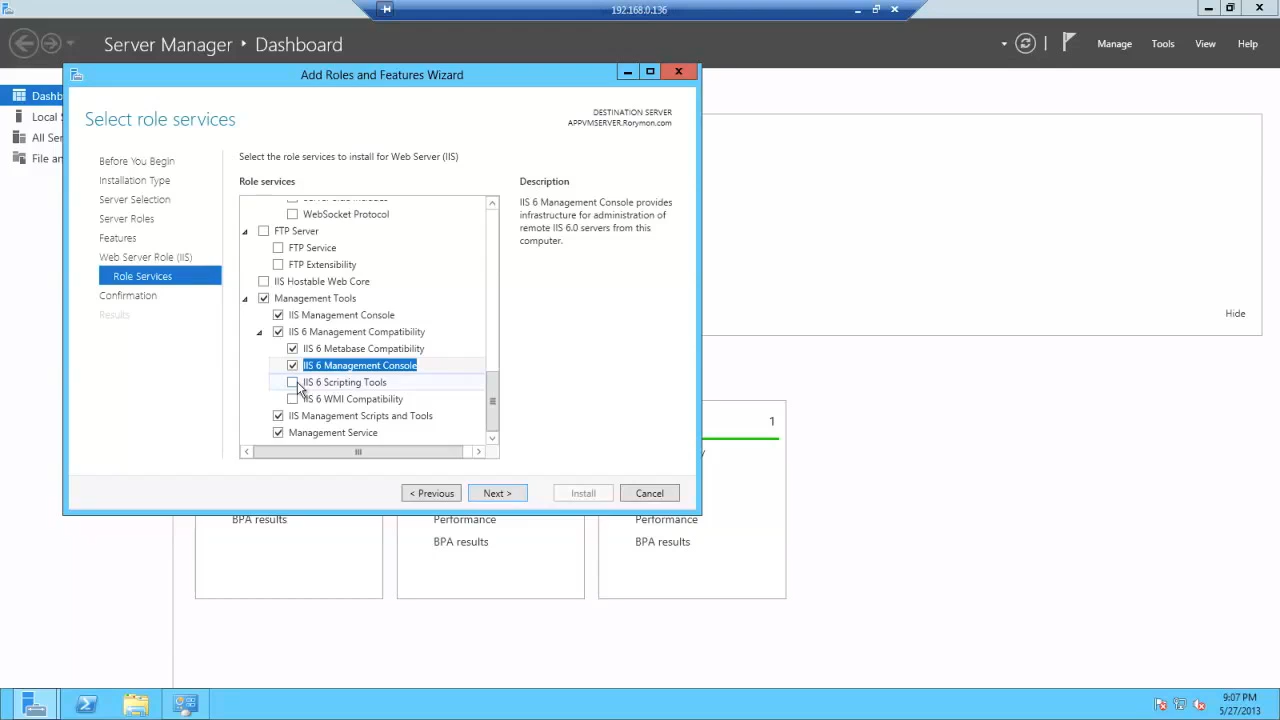 192.168.0.136
Server Manager ‣ Dashboard
Manage Tools View Help
Add Roles and Features Wizard
Dashb
Local S
All Ser
File an
Select role services
DESTINATION SERVER
APPVMSERVER.Rorymon.com
Before You Begin
Installation Type
Server Selection
Server Roles
Features
Web Server Role (IIS)
Role Services
Confirmation
Results
Select the role services to install for Web Server (IIS)
Role services
WebSocket Protocol
FTP Server
FTP Service
FTP Extensibility
IIS Hostable Web Core
Management Tools
IIS Management Console
IIS 6 Management Compatibility
IIS 6 Metabase Compatibility
IIS 6 Management Console
IIS 6 Scripting Tools
IIS 6 WMI Compatibility
IIS Management Scripts and Tools
Management Service
Description
IIS 6 Management Console provides
infrastructure for administration of
remote IIS 6.0 servers from this
computer.
< Previous
Next >
Install
Cancel
Hide
1
Performance
Performance
BPA results
BPA results
BPA results
9:07 PM
5/27/2013